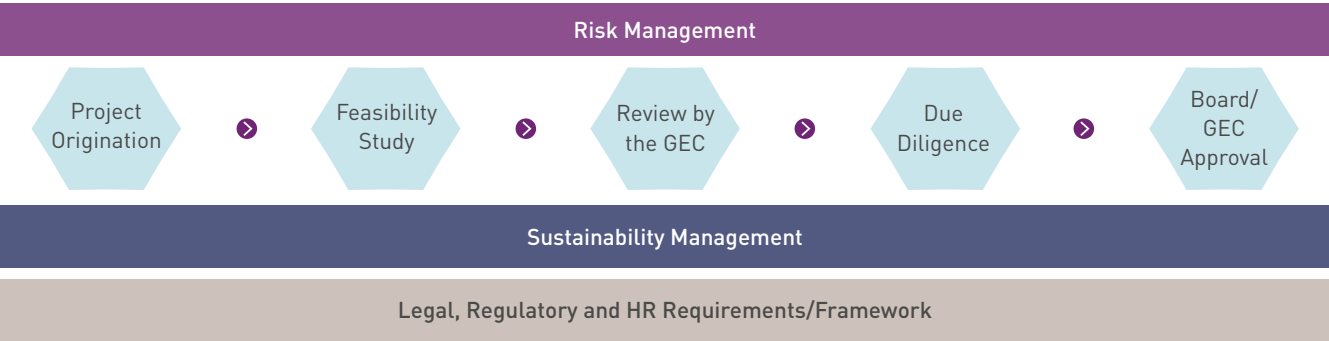 Risk Management
Project
Origination
Feasibility
Study
Review by
the GEC
Due
Diligence
Board/
GEC
Approval
Sustainability Management
Legal, Regulatory and HR Requirements/Framework